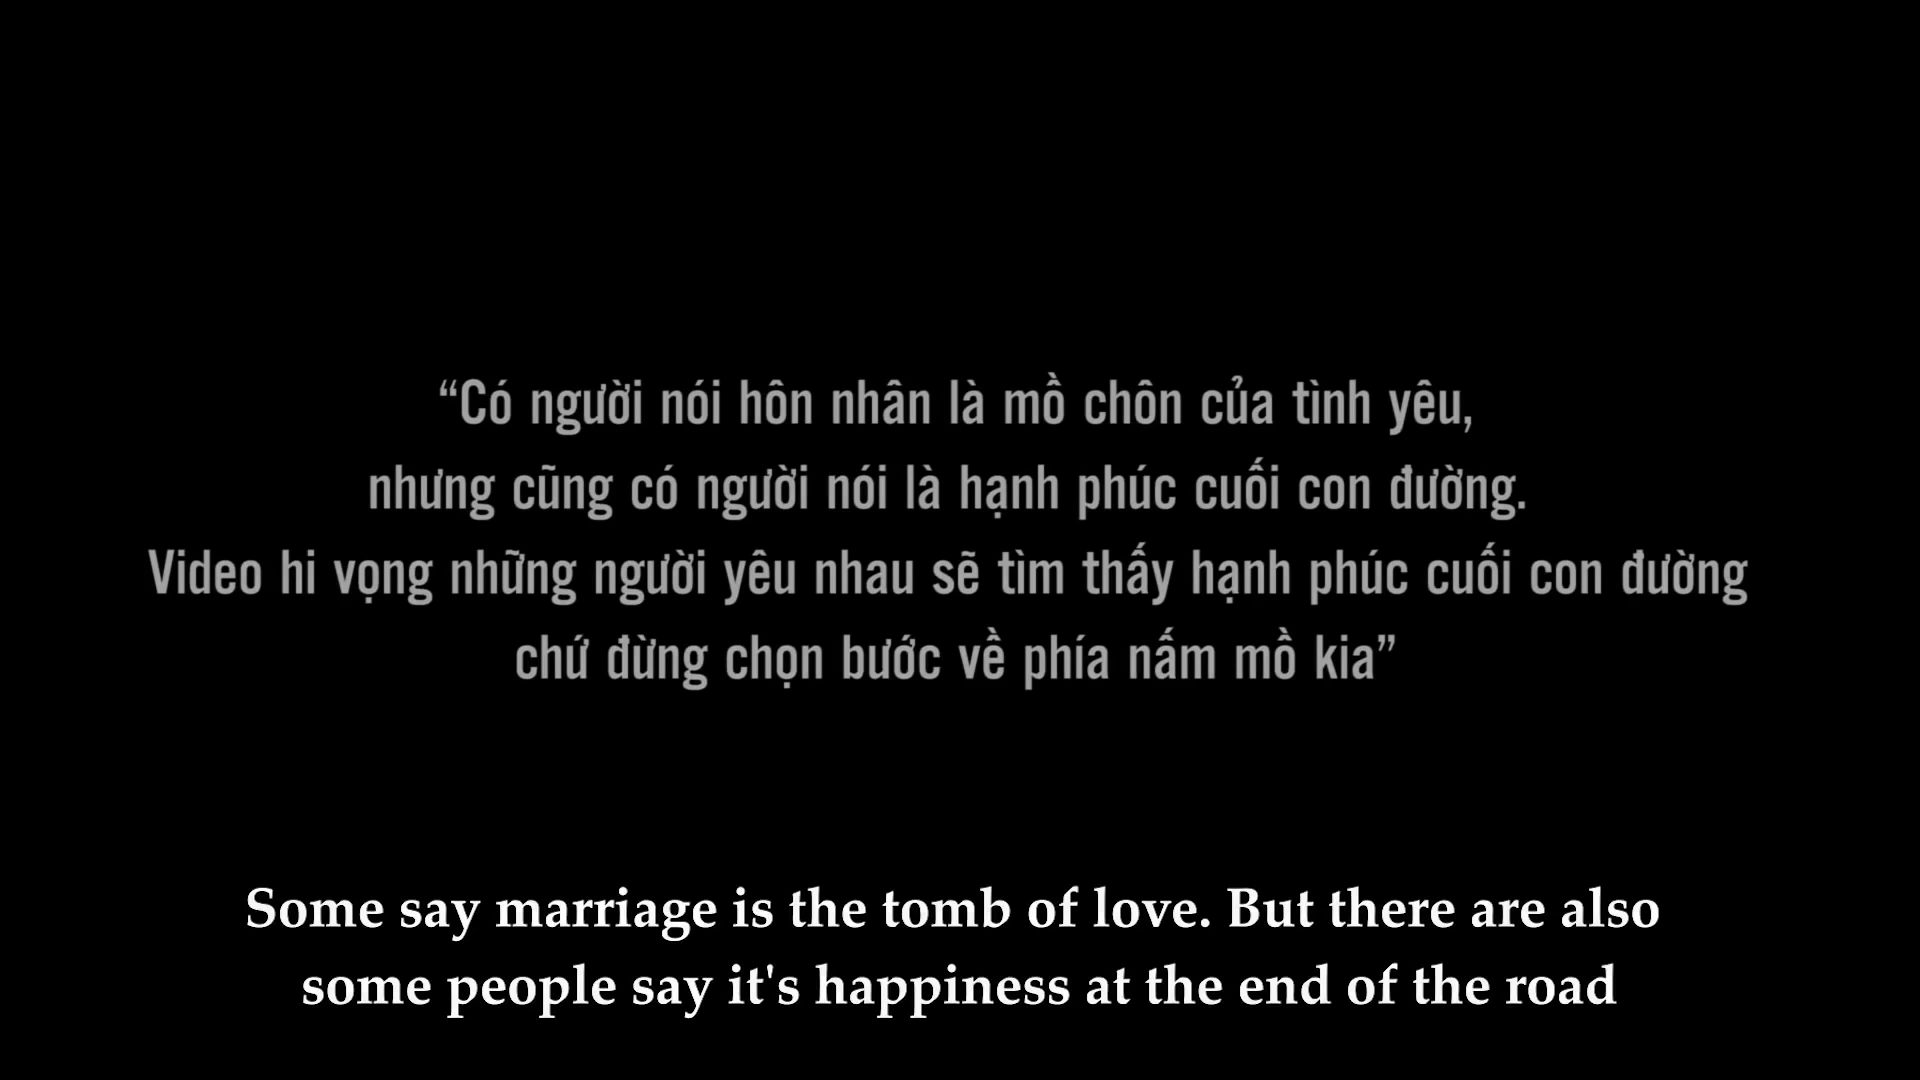 “Có người nói hôn nhân là mồ chôn của tình yêu,
nhưng cũng có người nói là hạnh phúc cuối con đường.
Video hi vọng những người yêu nhau sẽ tìm thấy hạnh phúc cuối con đường
chứ đừng chọn bước về phía nấm mồ kia”
Some say marriage is the tomb of love. But there are also
some people say it's happiness at the end of the road